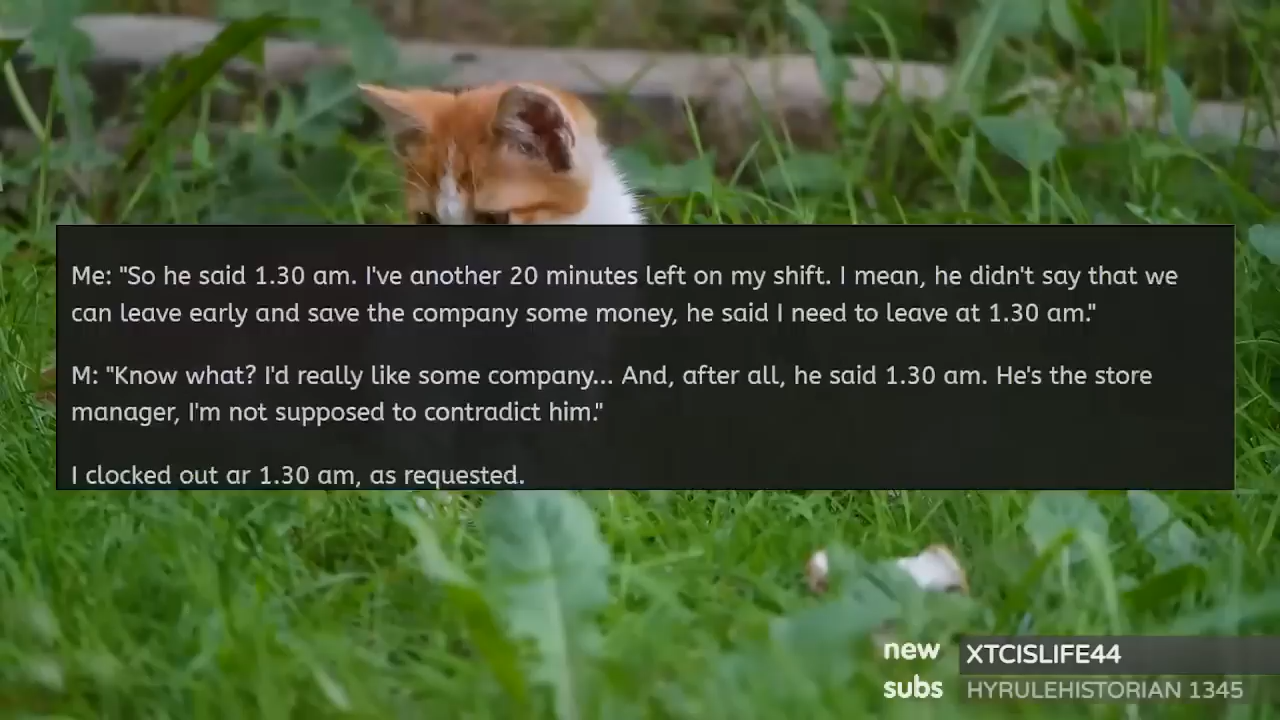 Me: "So he said 1.30 am. I've another 20 minutes left on my shift. I mean, he didn't say that we
can leave early and save the company some money, he said I need to leave at 1.30 am."
M: "Know what? I'd really like some company... And, after all, he said 1.30 am. He's the store
manager, I'm not supposed to contradict him."
I clocked out ar 1.30 am, as requested.
new XTCISLIFE44
subs HYRULEHISTORIAN 1345